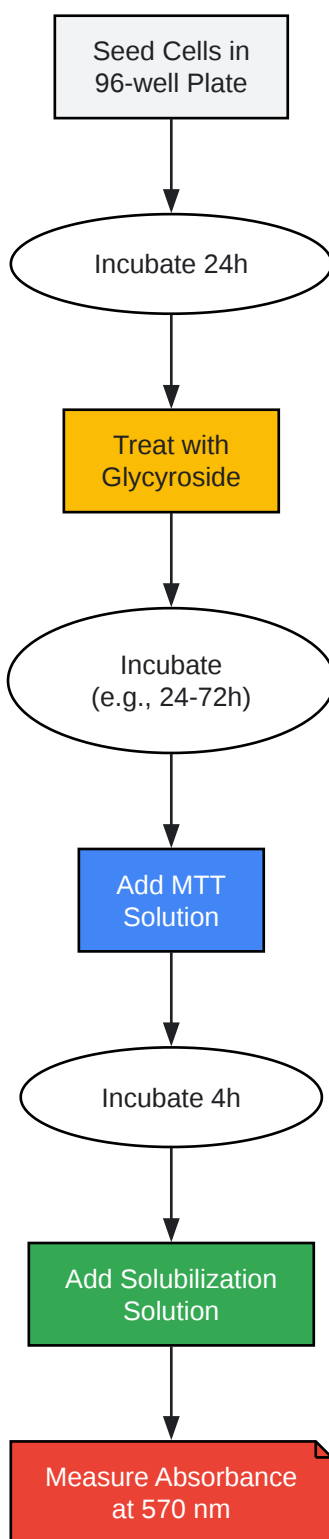 Seed Cells in
96-well Plate
Incubate 24h
Treat with
Glycyroside
Incubate
(e.g., 24-72h)
Add MTT
Solution
Incubate 4h
Add Solubilization
Solution
Measure Absorbance
at 570 nm